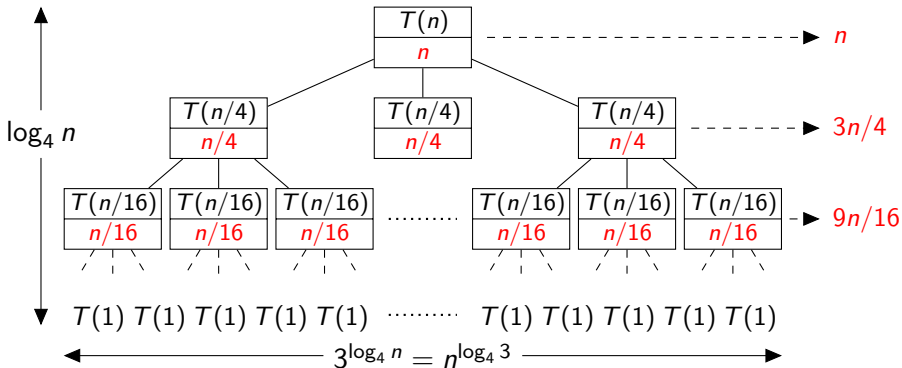 T(n)
n
n
T(n/4) T(n/4) T(n/4)
log₄ n
n/4 n/4 n/4
3n/4
T(n/16) T(n/16) T(n/16) ......... T(n/16) T(n/16) T(n/16)
n/16 n/16 n/16 n/16 n/16 n/16
9n/16
T(1) T(1) T(1) T(1) T(1) ......... T(1) T(1) T(1) T(1) T(1)
3^{log₄ n} = n^{log₄ 3}